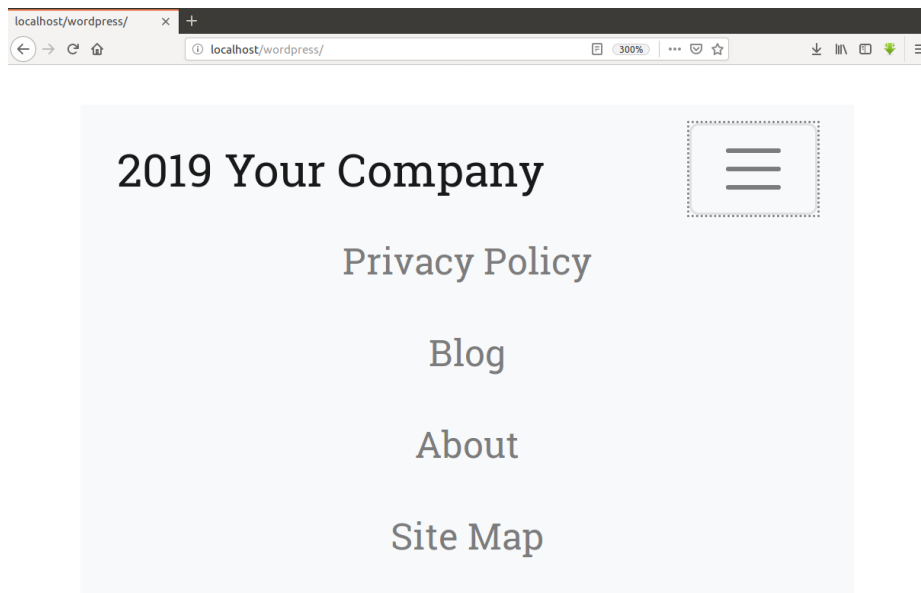 localhost/wordpress/
localhost/wordpress/
300%
2019 Your Company
Privacy Policy
Blog
About
Site Map